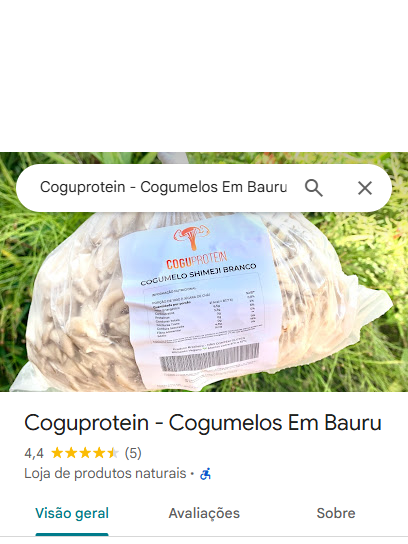 Coguprotein - Cogumelos Em Bauru
COGUPROTEIN
COGUMELO SHIMEJI BRANCO
INFORMAÇÃO NUTRICIONAL
Coguprotein - Cogumelos Em Bauru
4,4 (5)
Loja de produtos naturais •
Visão geral Avaliações Sobre